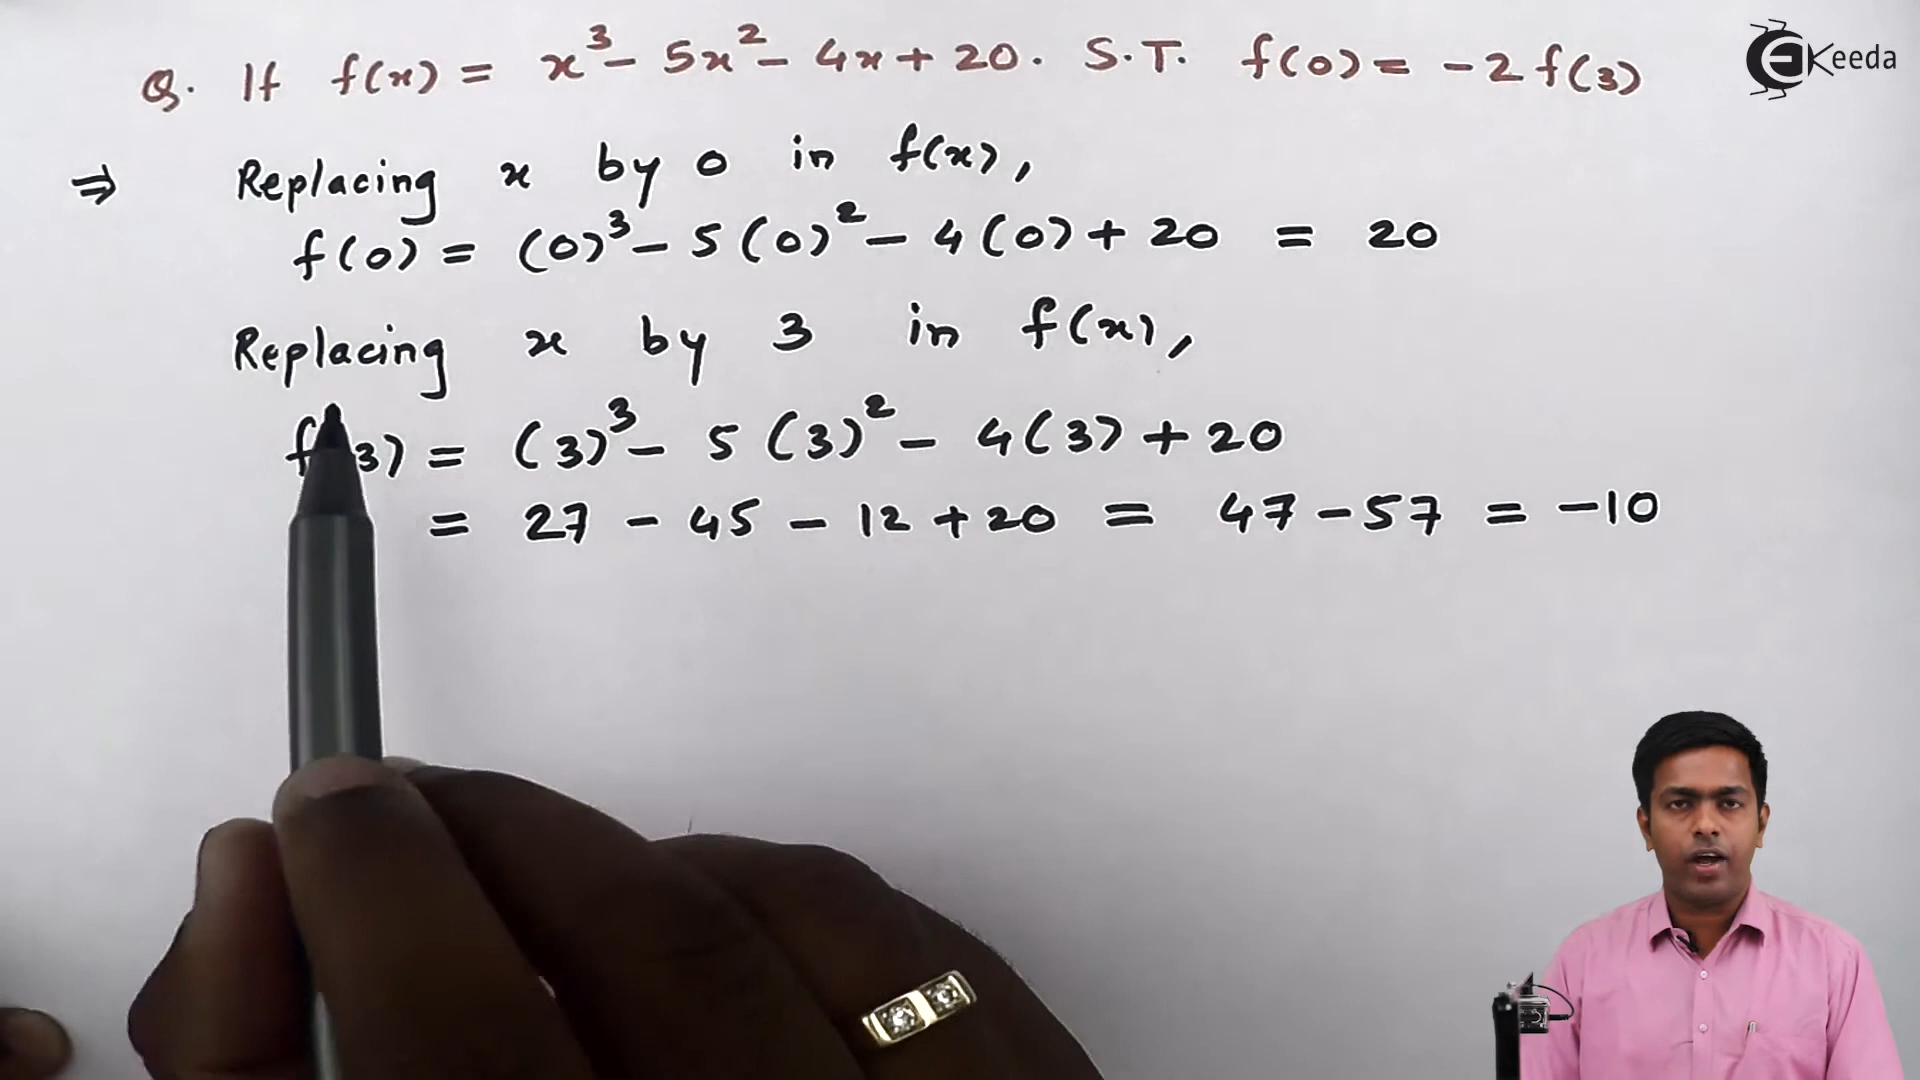 Q. If f(x) = x³ - 5x² - 4x + 20. S.T. f(0) = -2f(3)
Keeda
⇒ Replacing x by 0 in f(x),
f(0) = (0)³ - 5(0)² - 4(0) + 20 = 20
Replacing x by 3 in f(x),
f(3) = (3)³ - 5(3)² - 4(3) + 20
= 27 - 45 - 12 + 20 = 47 - 57 = -10